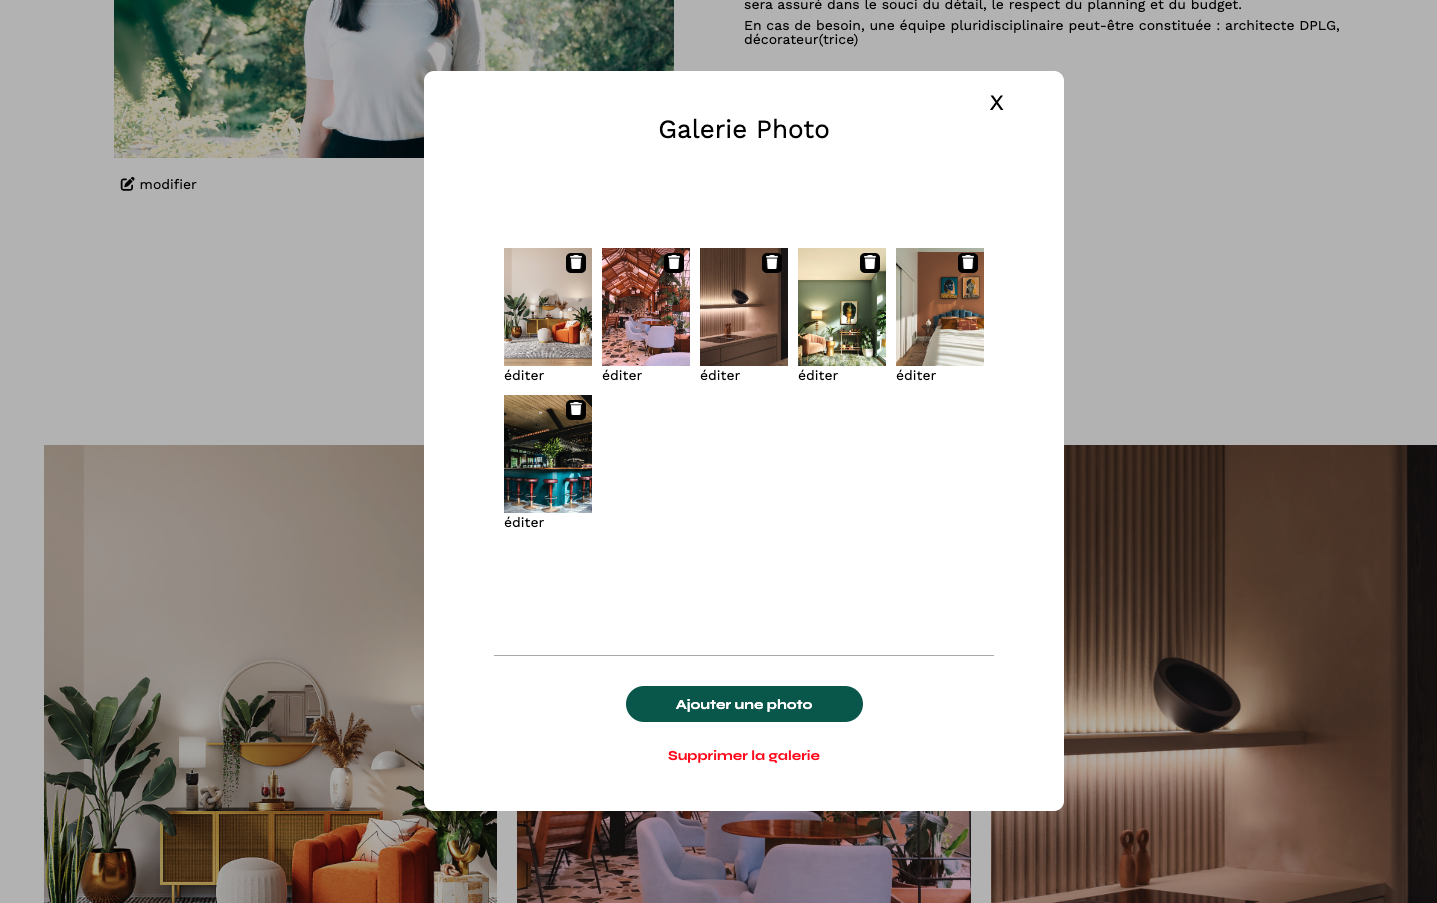 sera assuré dans le souci du détail, le respect du planning et du budget.
En cas de besoin, une équipe pluridisciplinaire peut-être constituée : architecte DPLG,
décorateur(trice)
X
Galerie Photo
modifier
éditer
éditer
éditer
éditer
éditer
éditer
Ajouter une photo
Supprimer la galerie